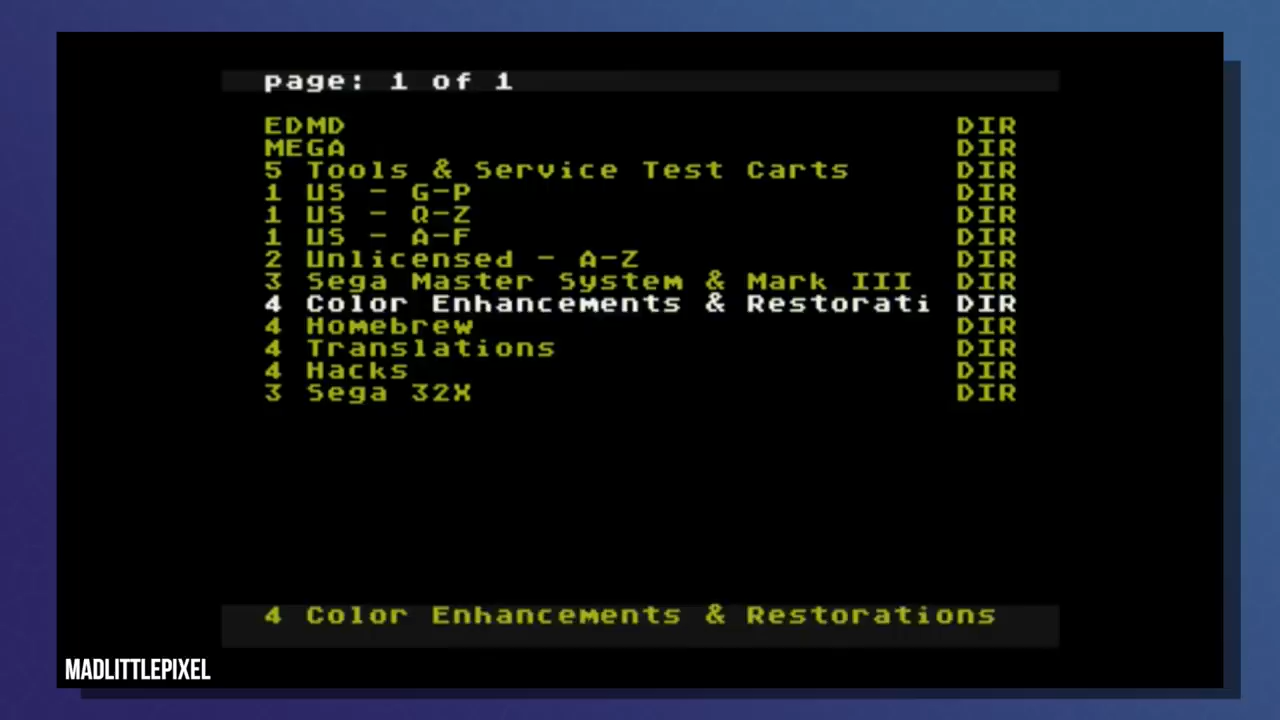 page: 1 of 1
EDMD DIR
MEGA DIR
5 Tools & Service Test Carts DIR
1 US - G-P DIR
1 US - Q-Z DIR
1 US - A-F DIR
2 Unlicensed - A-Z DIR
3 Sega Master System & Mark III DIR
4 Color Enhancements & Restorati DIR
4 Homebrew DIR
4 Translations DIR
4 Hacks DIR
3 Sega 32X DIR
4 Color Enhancements & Restorations
MADLITTLEPIXEL